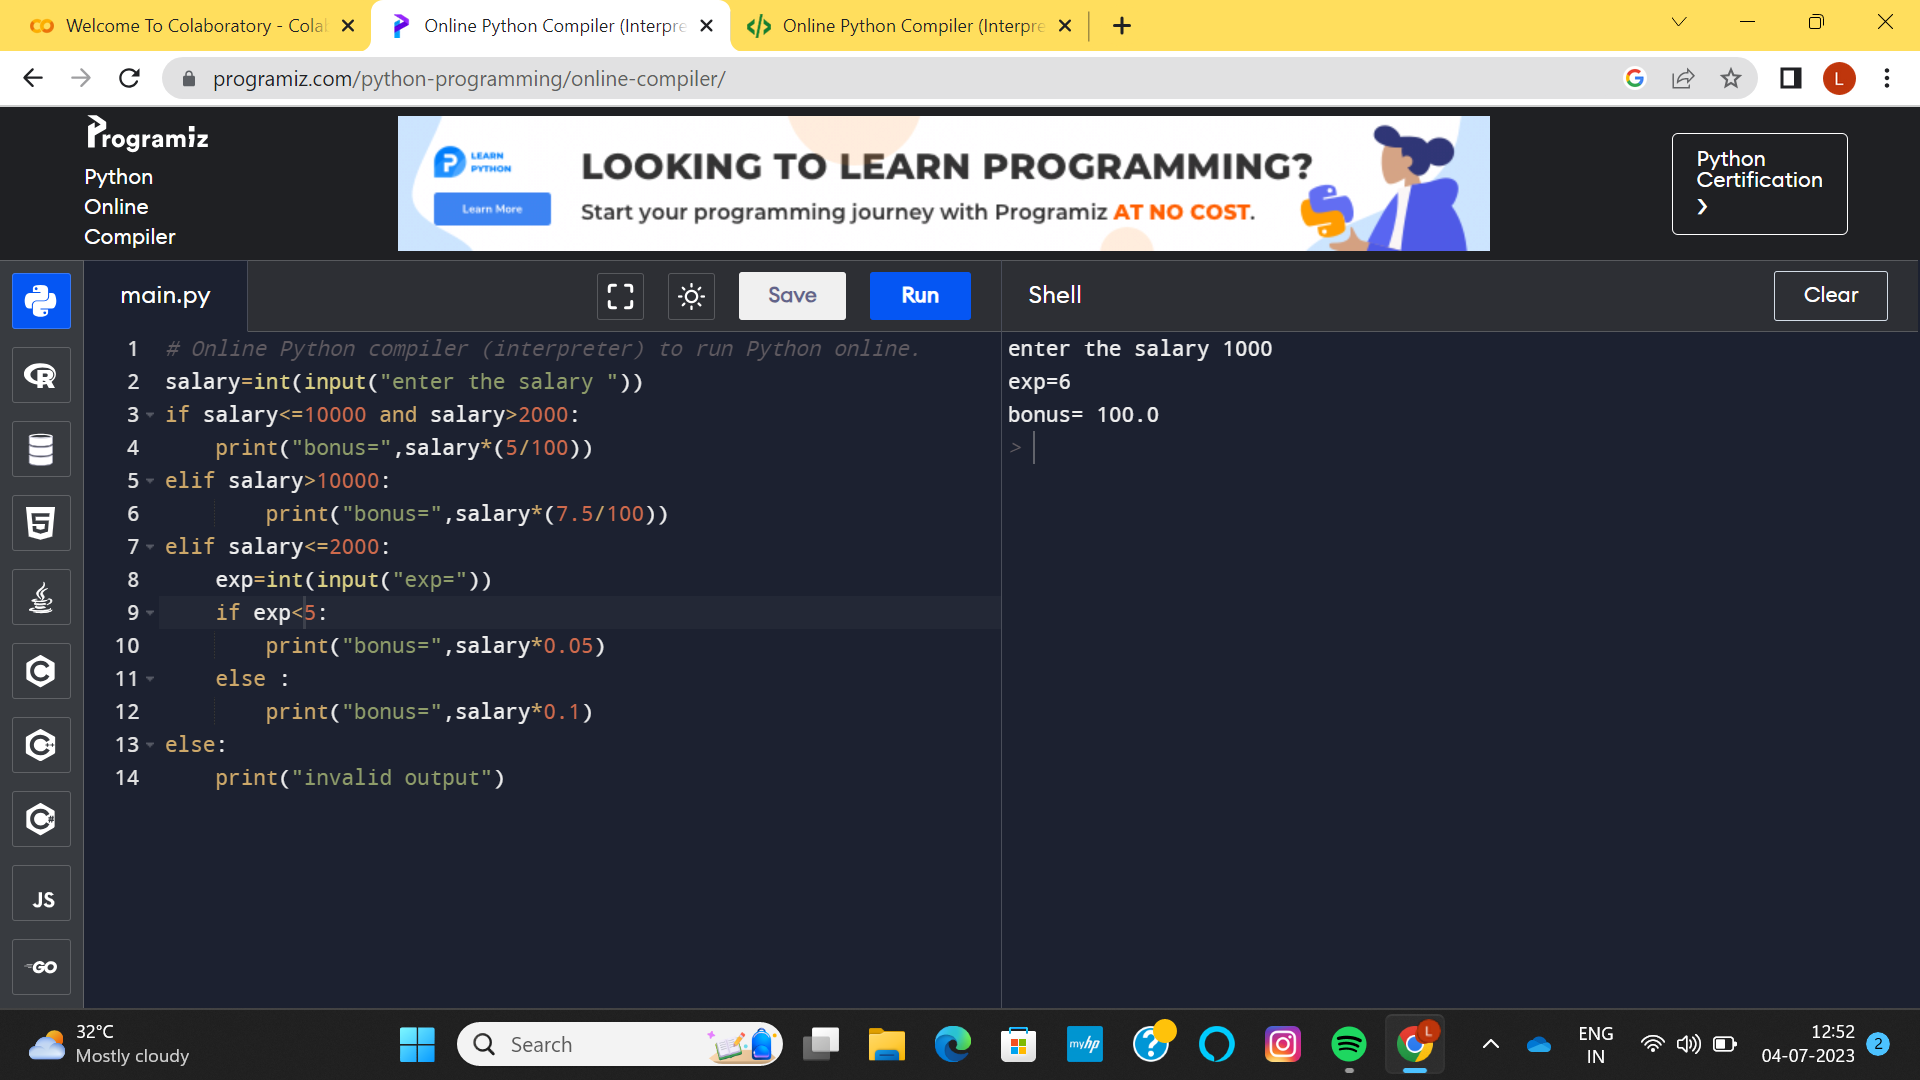 Welcome To Colaboratory - Colal
Online Python Compiler (Interpre
Online Python Compiler (Interpre
programiz.com/python-programming/online-compiler/
L
Programiz
Python
Online
Compiler
LEARN
PYTHON
Learn More
LOOKING TO LEARN PROGRAMMING?
Start your programming journey with Programiz AT NO COST.
Python
Certification
main.py
Save
Run
Shell
Clear
1 # Online Python compiler (interpreter) to run Python online.
2 salary=int(input("enter the salary "))
3 if salary<=10000 and salary>2000:
4     print("bonus=",salary*(5/100))
5 elif salary>10000:
6         print("bonus=",salary*(7.5/100))
7 elif salary<=2000:
8     exp=int(input("exp="))
9     if exp<5:
10         print("bonus=",salary*0.05)
11     else :
12         print("bonus=",salary*0.1)
13 else:
14     print("invalid output")
enter the salary 1000
exp=6
bonus= 100.0
>
R
5
C
C++
C#
JS
GO
32°C
Mostly cloudy
Search
myhp
L
ENG
IN
12:52
04-07-2023
2